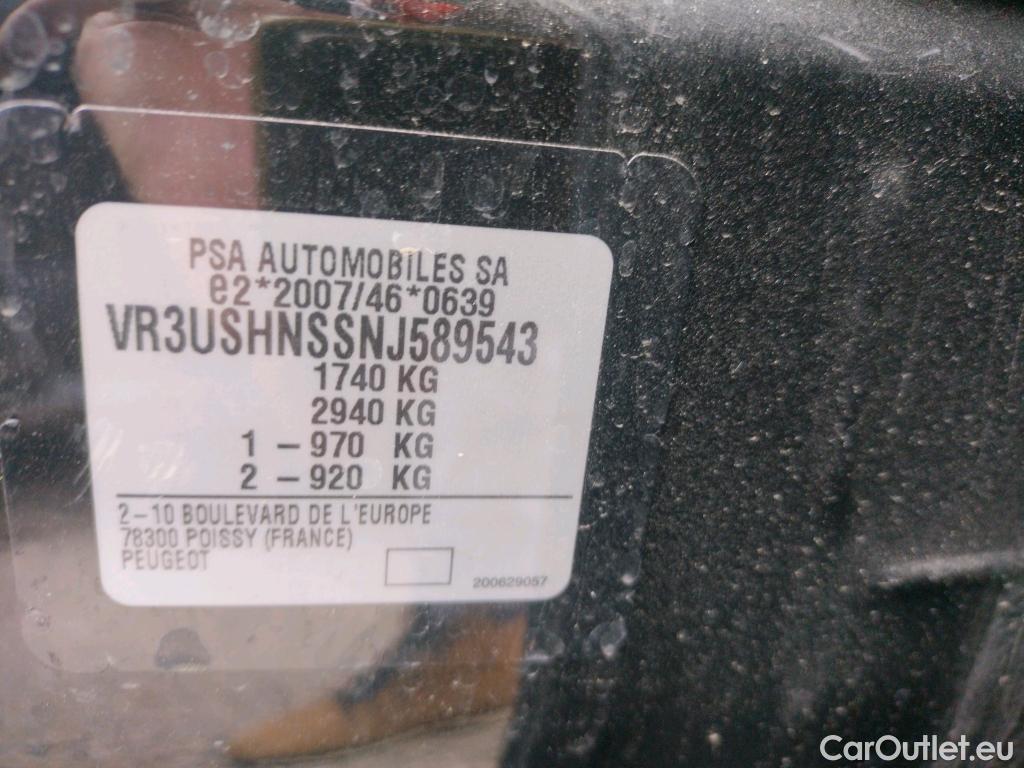 PSA AUTOMOBILES SA
e2*2007/46*0639
VR3USHNSSNJ589543
1740 KG
2940 KG
1 – 970 KG
2 – 920 KG
2–10 BOULEVARD DE L'EUROPE
78300 POISSY (FRANCE)
PEUGEOT
200629057
CarOutlet.eu